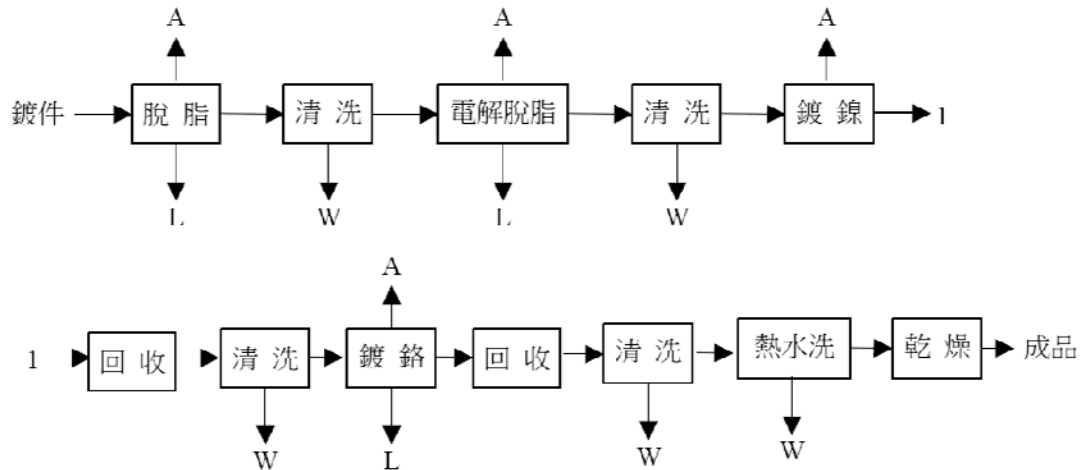 A A A
鍍件 脫脂 清洗 電解脫脂 清洗 鍍鎳 1
L W L W
A
1 回收 清洗 鍍鉻 回收 清洗 熱水洗 乾燥 成品
W L W W